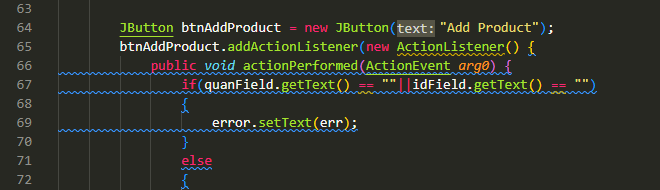 63
64 JButton btnAddProduct = new JButton(text: "Add Product");
65 btnAddProduct.addActionListener(new ActionListener() {
66 public void actionPerformed(ActionEvent arg0) {
67 if(quanField.getText() == ""||idField.getText() == "")
68 {
69 error.setText(err);
70 }
71 else
72 {